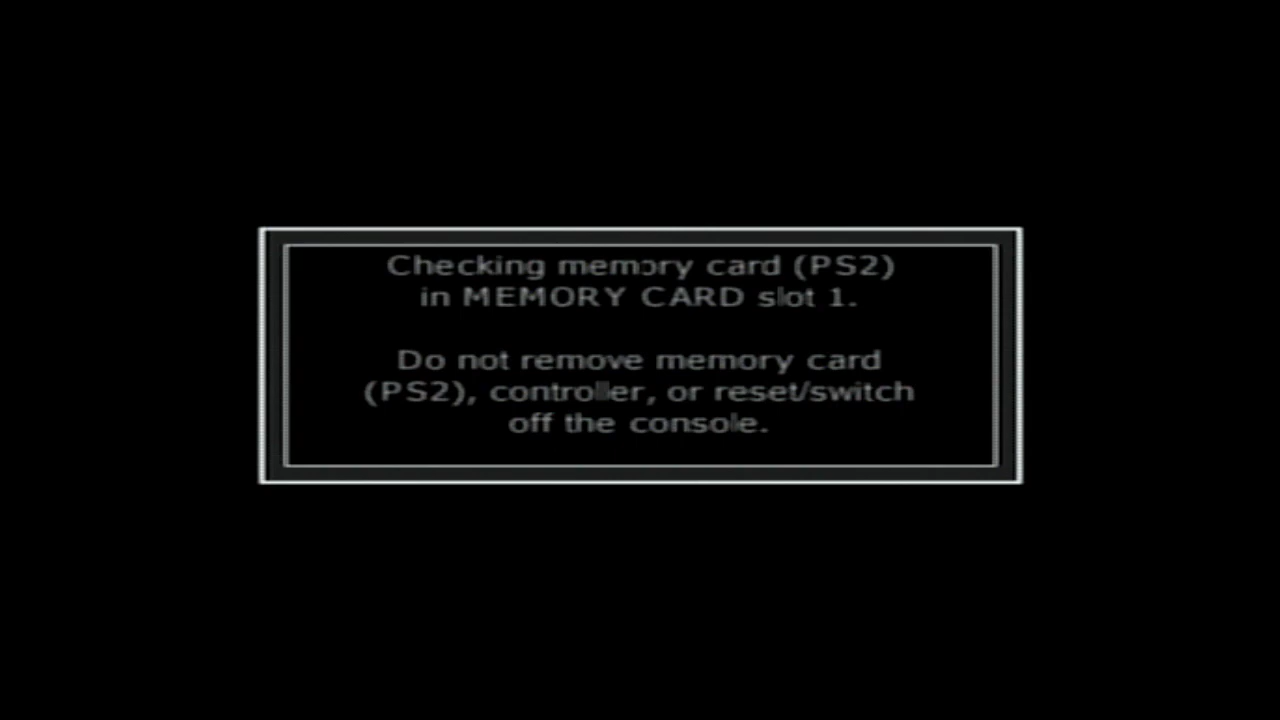 Checking memory card (PS2)
in MEMORY CARD slot 1.
Do not remove memory card
(PS2), controller, or reset/switch
off the console.